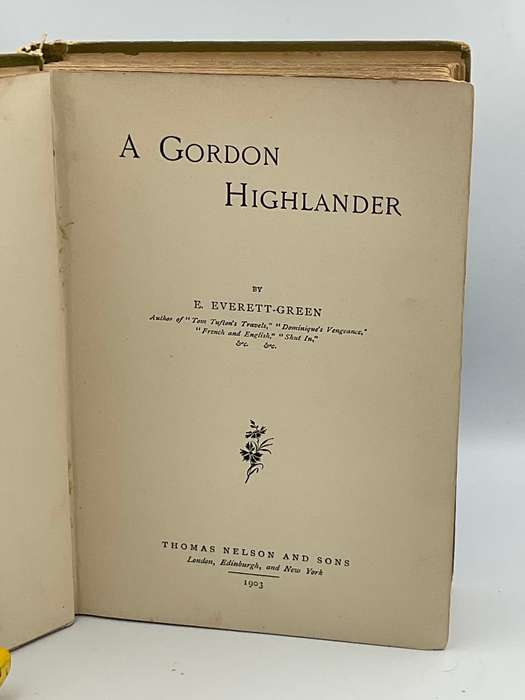 A GORDON
HIGHLANDER
BY
E. EVERETT-GREEN
Author of "Tom Tufton's Travels," "Dominique's Vengeance,"
"French and English," "Shut In,"
&c. &c.
THOMAS NELSON AND SONS
London, Edinburgh, and New York
1903